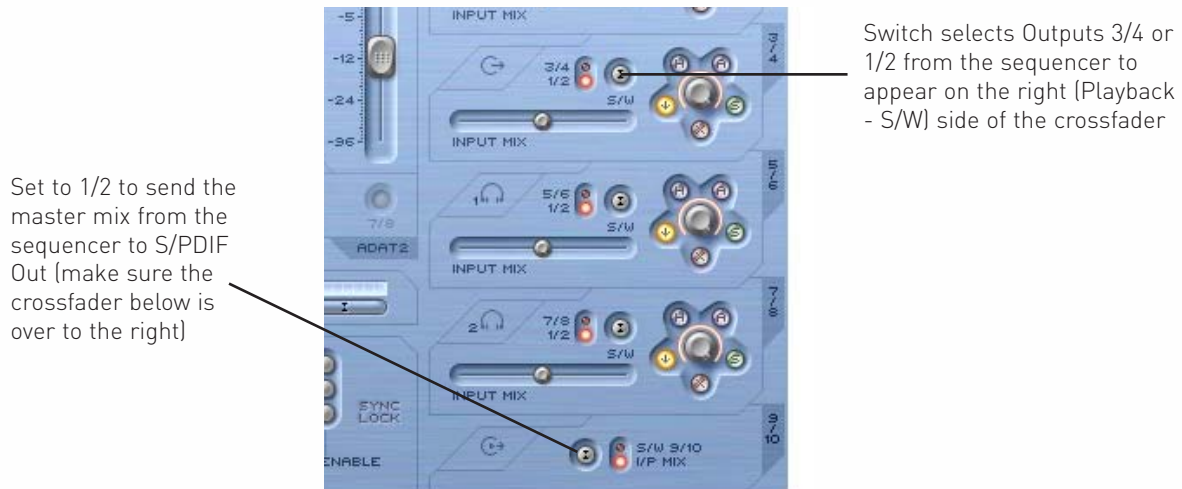 Switch selects Outputs 3/4 or
1/2 from the sequencer to
appear on the right (Playback
- S/W) side of the crossfader
Set to 1/2 to send the
master mix from the
sequencer to S/PDIF
Out (make sure the
crossfader below is
over to the right)
-5
-12
-24
-96
7/8
ADAT2
SYNC
LOCK
ENABLE
INPUT MIX
3/4
3/4
1/2
S/W
INPUT MIX
5/6
1
5/6
1/2
S/W
INPUT MIX
7/8
2
7/8
1/2
S/W
INPUT MIX
9/10
S/W 9/10
I/P MIX